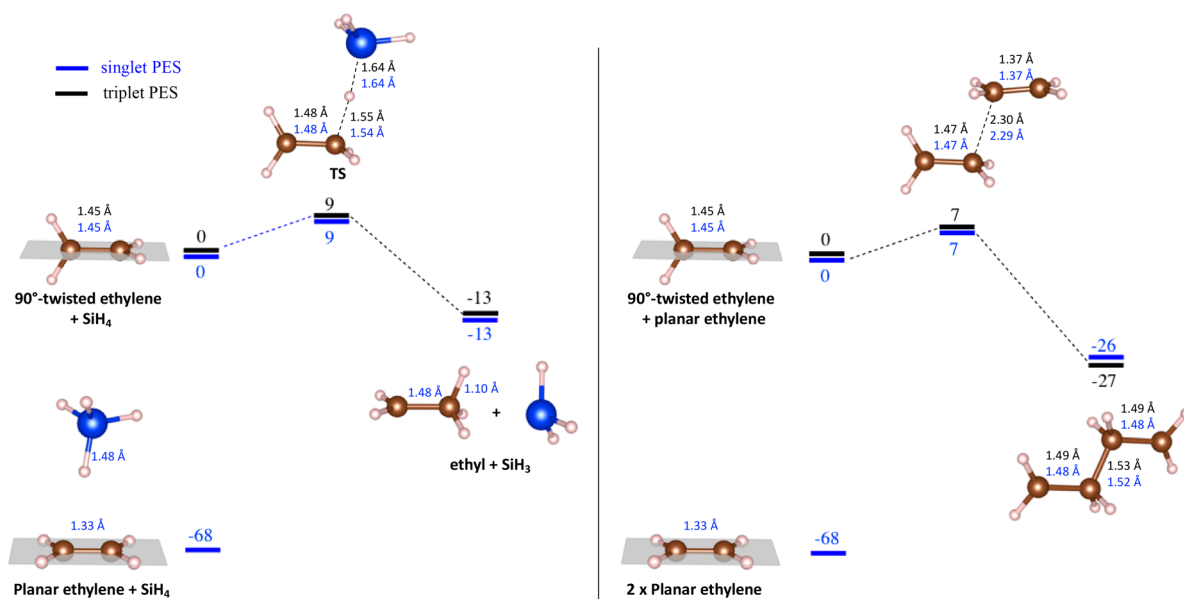 singlet PES
triplet PES
1.64 Å
1.64 Å
1.48 Å
1.48 Å
1.55 Å
1.54 Å
TS
1.45 Å
1.45 Å
0
0
9
9
90°-twisted ethylene
+ SiH₄
-13
-13
1.48 Å
1.48 Å
1.10 Å
+
ethyl + SiH₃
1.33 Å
-68
Planar ethylene + SiH₄
1.37 Å
1.37 Å
2.30 Å
2.29 Å
1.47 Å
1.47 Å
1.45 Å
1.45 Å
0
0
7
7
90°-twisted ethylene
+ planar ethylene
-26
-27
1.49 Å
1.48 Å
1.49 Å
1.48 Å
1.53 Å
1.52 Å
1.33 Å
-68
2 x Planar ethylene